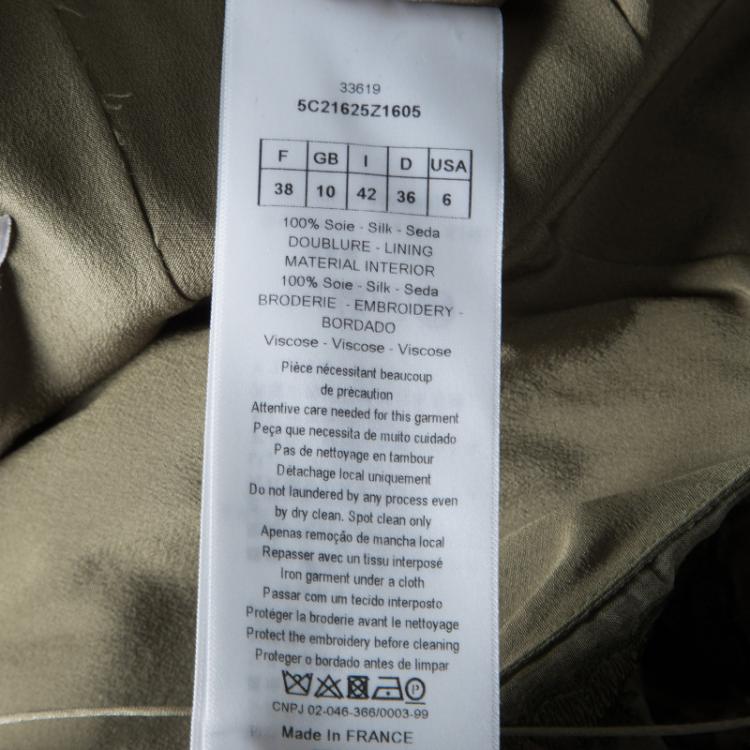 33619
5C21625Z1605
F GB I D USA
38 10 42 36 6
100% Soie - Silk - Seda
DOUBLURE - LINING
MATERIAL INTERIOR
100% Soie - Silk - Seda
BRODERIE - EMBROIDERY -
BORDADO
Viscose - Viscose - Viscose
Pièce nécessitant beaucoup
de précaution
Attentive care needed for this garment
Peça que necessita de muito cuidado
Pas de nettoyage en tambour
Détachage local uniquement
Do not laundered by any process even
by dry clean. Spot clean only
Apenas remoção de mancha local
Repasser avec un tissu interposé
Iron garment under a cloth
Passar com um tecido interposto
Protéger la broderie avant le nettoyage
Protect the embroidery before cleaning
Proteger o bordado antes de limpar
P
CNPJ 02-046-366/0003-99
Made In FRANCE